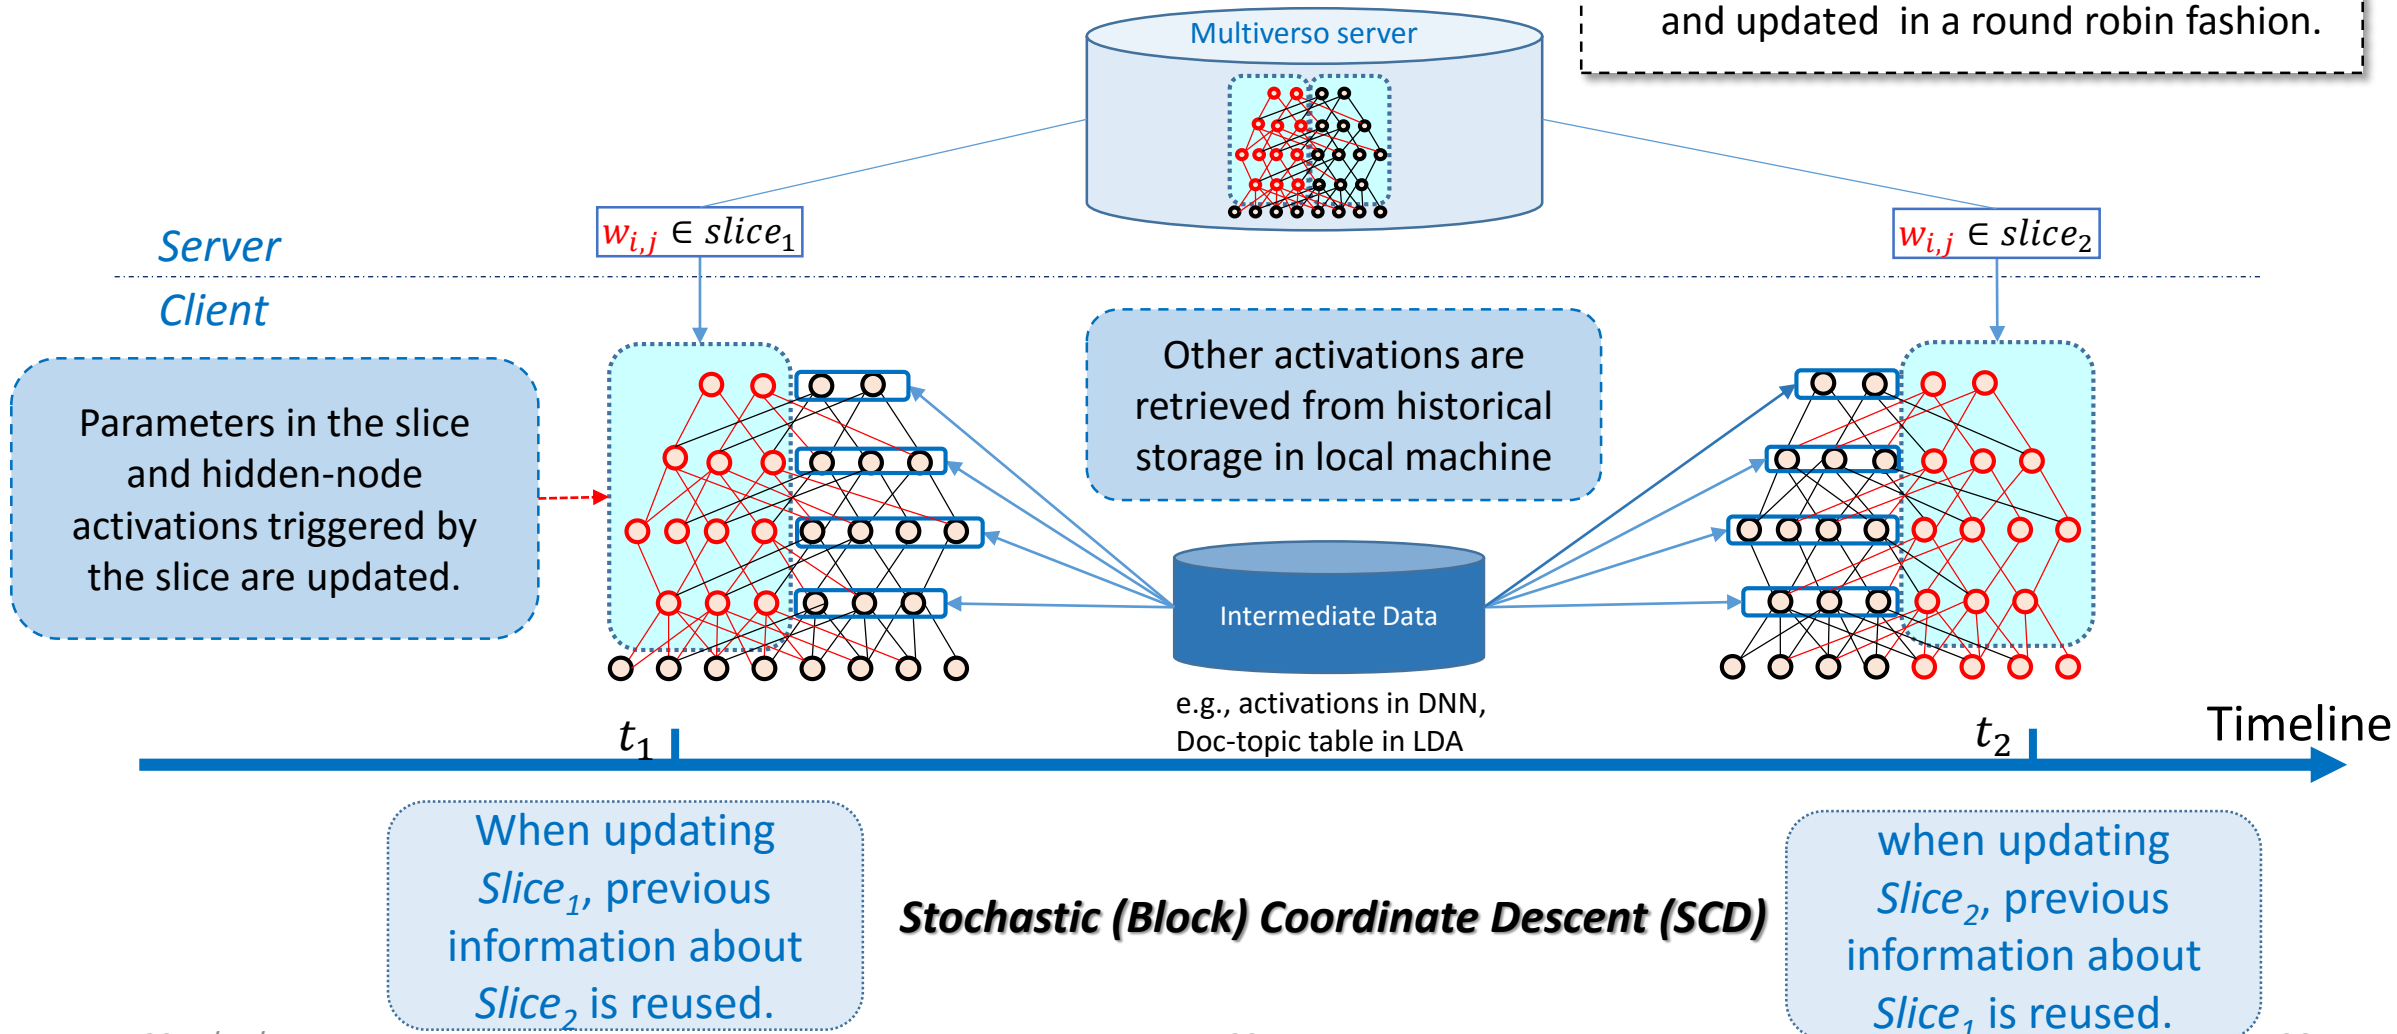 and updated in a round robin fashion.
Multiverso server
w_{i,j} ∈ slice_1
w_{i,j} ∈ slice_2
Server
Client
Parameters in the slice
and hidden-node
activations triggered by
the slice are updated.
Other activations are
retrieved from historical
storage in local machine
Intermediate Data
e.g., activations in DNN,
Doc-topic table in LDA
t_1
t_2
Timeline
When updating
Slice_1, previous
information about
Slice_2 is reused.
Stochastic (Block) Coordinate Descent (SCD)
when updating
Slice_2, previous
information about
Slice_1 is reused.